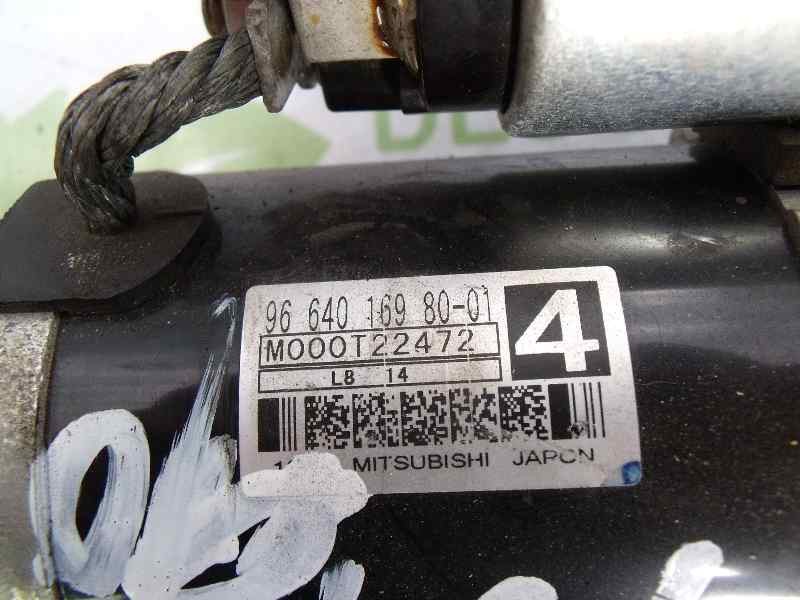 96 640 169 80-01
4
M000T22472
L8 14
MITSUBISHI JAPON